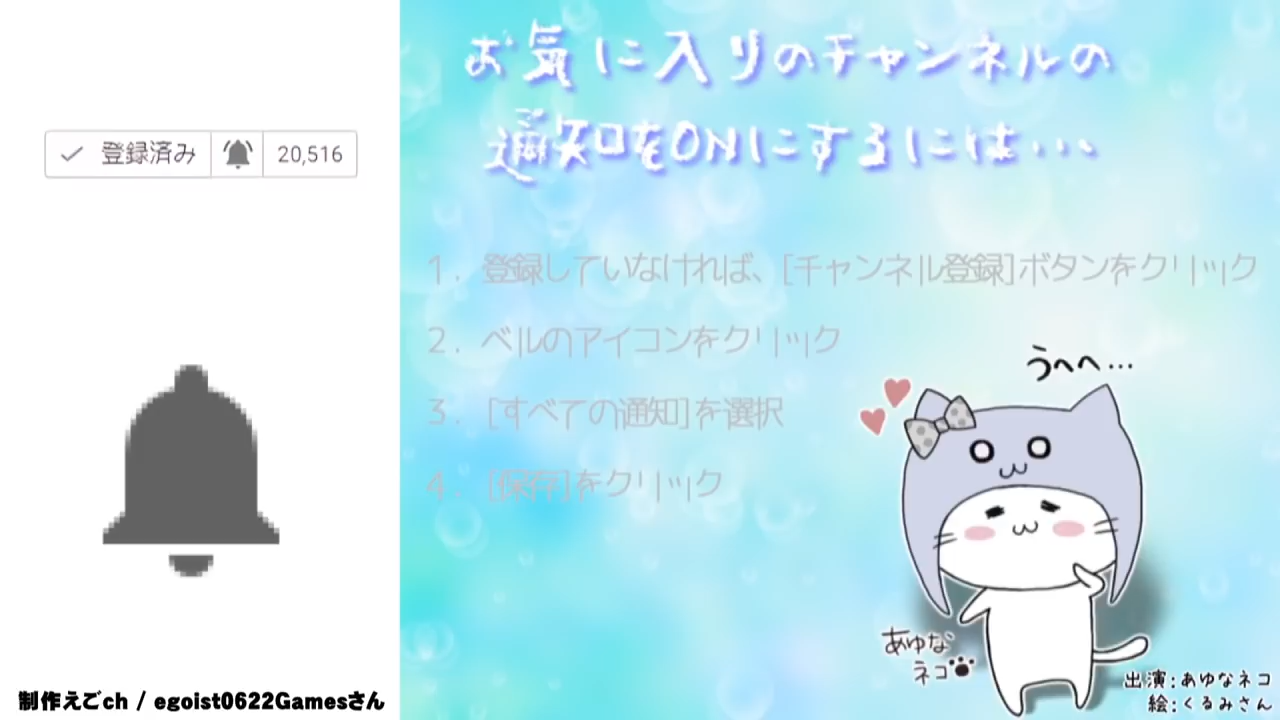 お気に入りのチャンネルの
通知をONにするには・・・
登録済み 20,516
1. 登録していなければ、[チャンネル登録]ボタンをクリック
2. ベルのアイコンをクリック
3. [すべての通知]を選択
4. [保存]をクリック
うへへ…
あゆな
ネコ
出演:あゆなネコ
絵:くるみさん
制作えごch / egoist0622Gamesさん